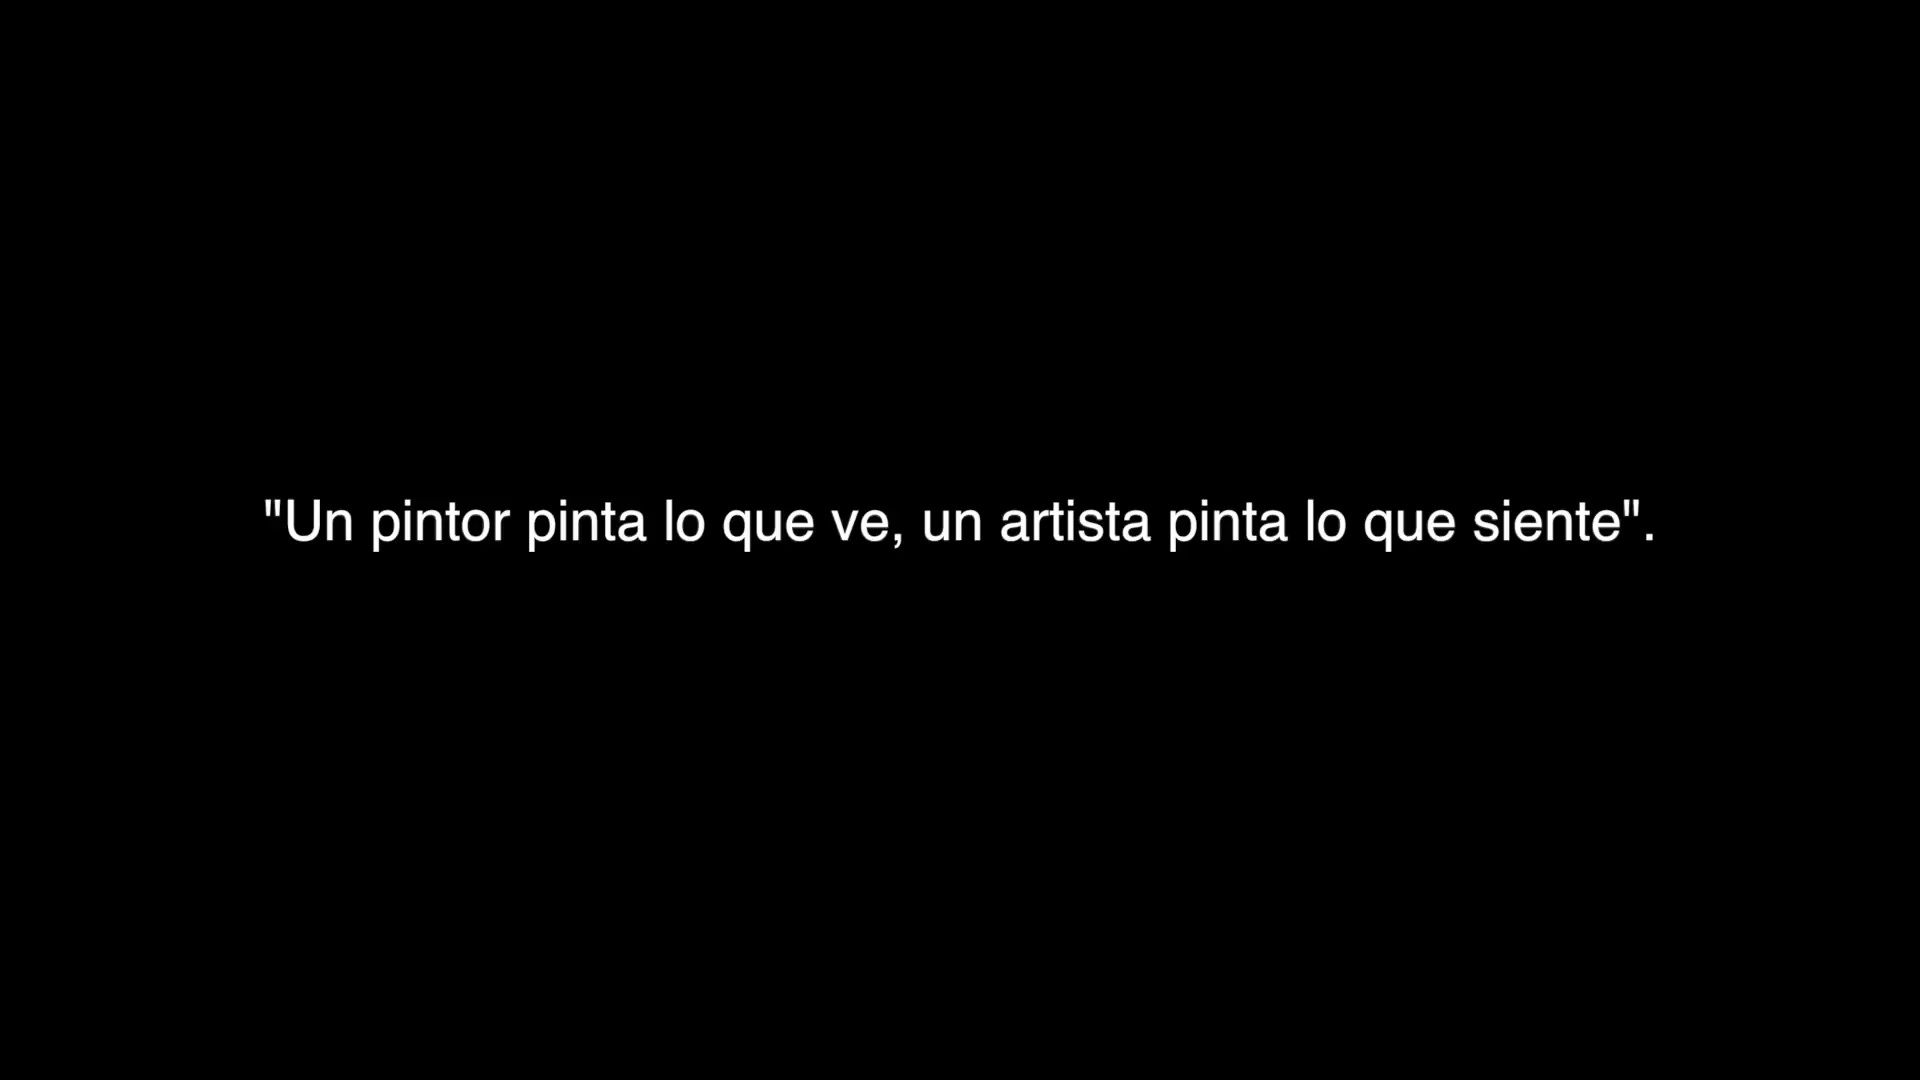 "Un pintor pinta lo que ve, un artista pinta lo que siente".